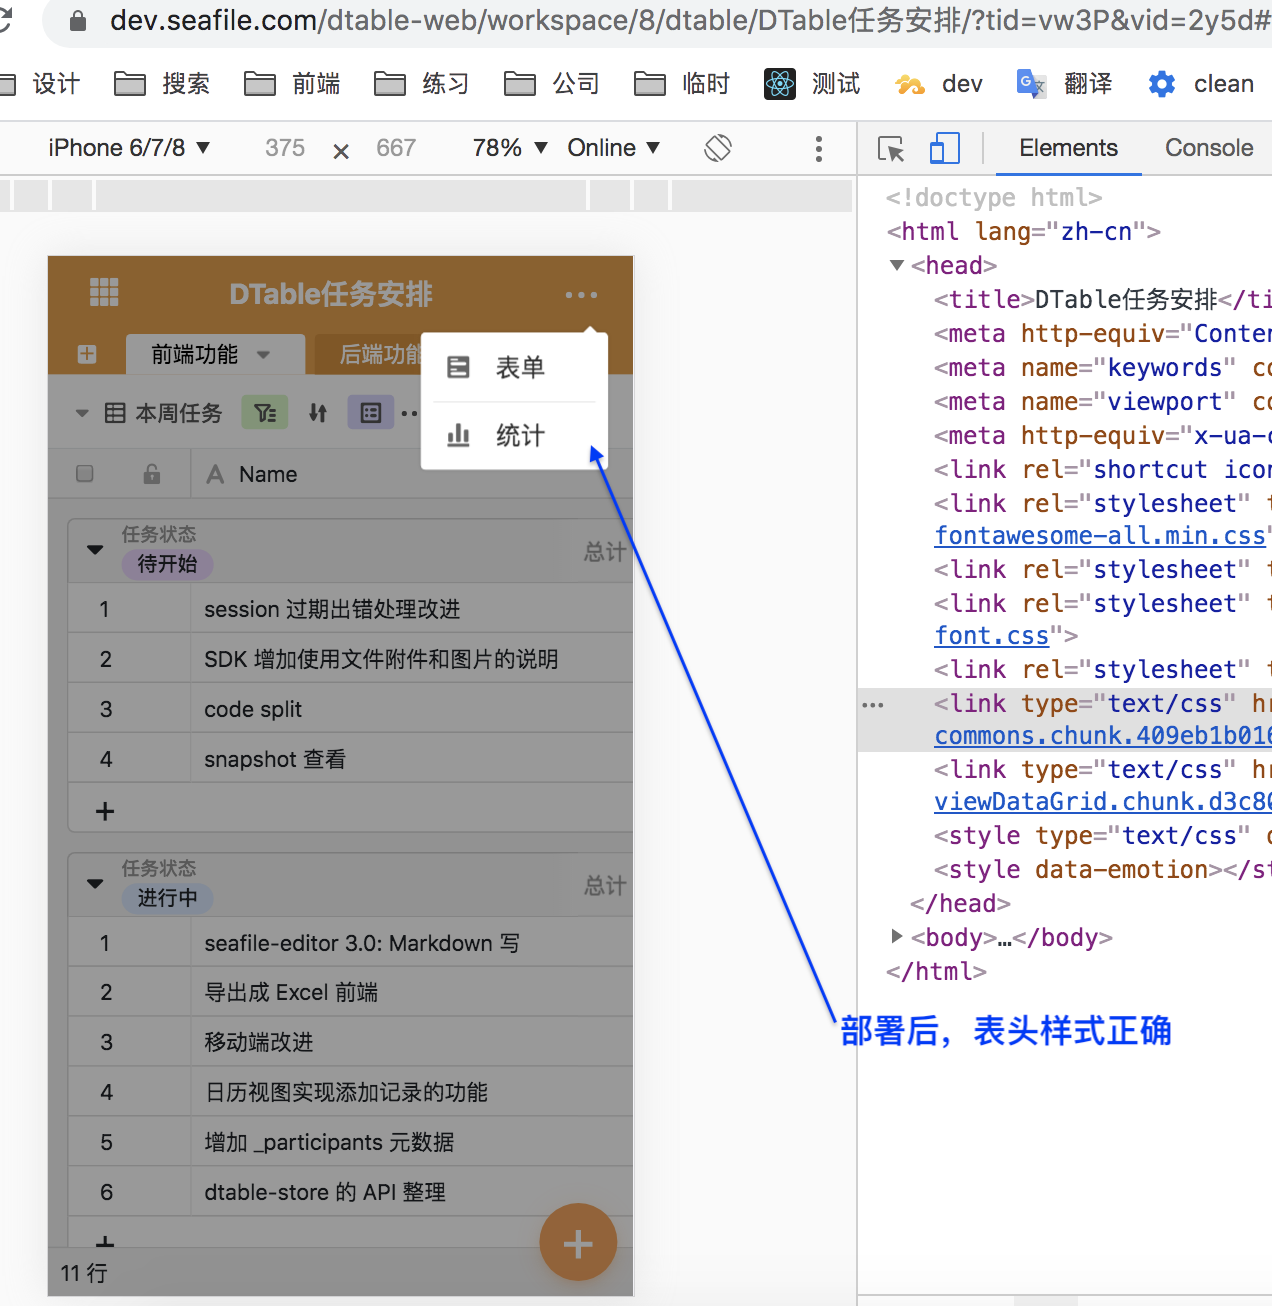 dev.seafile.com/dtable-web/workspace/8/dtable/DTable任务安排/?tid=vw3P&vid=2y5d#
设计 搜索 前端 练习 公司 临时 测试 dev 翻译 clean
iPhone 6/7/8 ▼ 375 × 667 78% ▼ Online ▼
Elements Console
DTable任务安排
前端功能 后端功能
表单
统计
本周任务
Name
任务状态
待开始
总计
1 session 过期出错处理改进
2 SDK 增加使用文件附件和图片的说明
3 code split
4 snapshot 查看
+
任务状态
进行中
总计
1 seafile-editor 3.0: Markdown 写
2 导出成 Excel 前端
3 移动端改进
4 日历视图实现添加记录的功能
5 增加 _participants 元数据
6 dtable-store 的 API 整理
+
11 行
<!doctype html>
<html lang="zh-cn">
▼<head>
<title>DTable任务安排</ti
<meta http-equiv="Conten
<meta name="keywords" co
<meta name="viewport" co
<meta http-equiv="x-ua-c
<link rel="shortcut icon
<link rel="stylesheet" t
fontawesome-all.min.css"
<link rel="stylesheet" t
<link rel="stylesheet" t
font.css">
<link rel="stylesheet" t
<link type="text/css" hr
commons.chunk.409eb1b016
<link type="text/css" hr
viewDataGrid.chunk.d3c80
<style type="text/css" d
<style data-emotion></st
</head>
▶<body>…</body>
</html>
部署后，表头样式正确